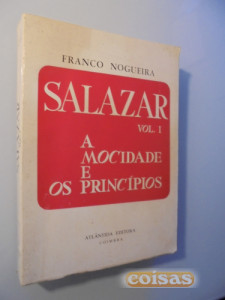 FRANCO NOGUEIRA
SALAZAR
VOL. I
A
MOCIDADE
E
OS PRINCÍPIOS
ATLÂNTIDA EDITORA
COIMBRA
coisas